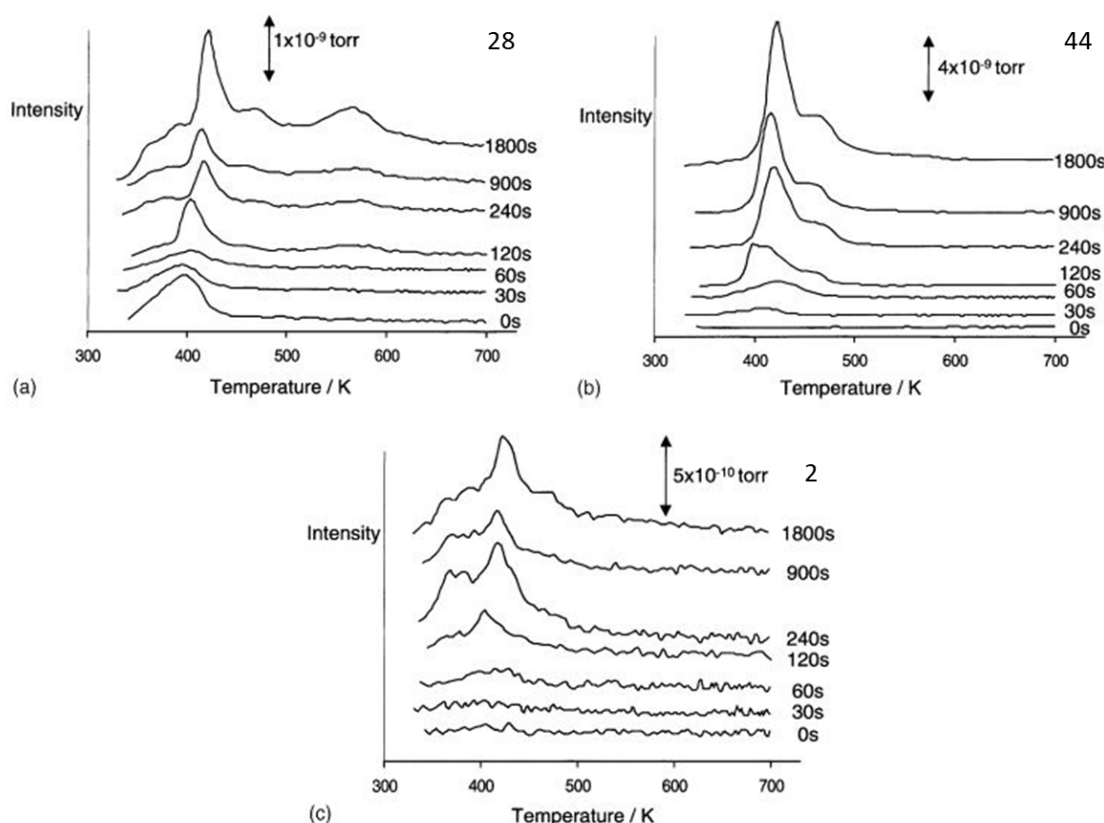 1x10⁻⁹ torr
28
Intensity
1800s
900s
240s
120s
60s
30s
0s
300 400 500 600 700
(a)
Temperature / K
44
4x10⁻⁹ torr
Intensity
1800s
900s
240s
120s
60s
30s
0s
300 400 500 600 700
(b)
Temperature / K
5x10⁻¹⁰ torr
2
Intensity
1800s
900s
240s
120s
60s
30s
0s
300 400 500 600 700
(c)
Temperature / K